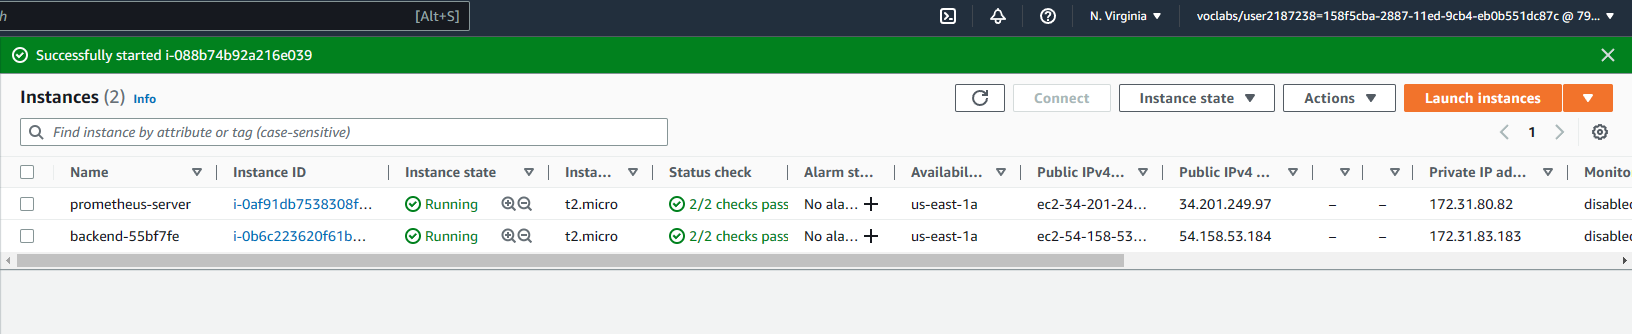 h [Alt+S] N. Virginia ▼ voclabs/user2187238=158f5cba-2887-11ed-9cb4-eb0b551dc87c @ 79... ▼
Successfully started i-088b74b92a216e039
Instances (2) Info Connect Instance state ▼ Actions ▼ Launch instances ▼
Find instance by attribute or tag (case-sensitive) 1
Name Instance ID Instance state Insta... Status check Alarm st... Availabil... Public IPv4... Public IPv4 ... Private IP ad... Monito
prometheus-server i-0af91db7538308f... Running t2.micro 2/2 checks pass No ala... + us-east-1a ec2-34-201-24... 34.201.249.97 – – 172.31.80.82 disabled
backend-55bf7fe i-0b6c223620f61b... Running t2.micro 2/2 checks pass No ala... + us-east-1a ec2-54-158-53... 54.158.53.184 – – 172.31.83.183 disabled